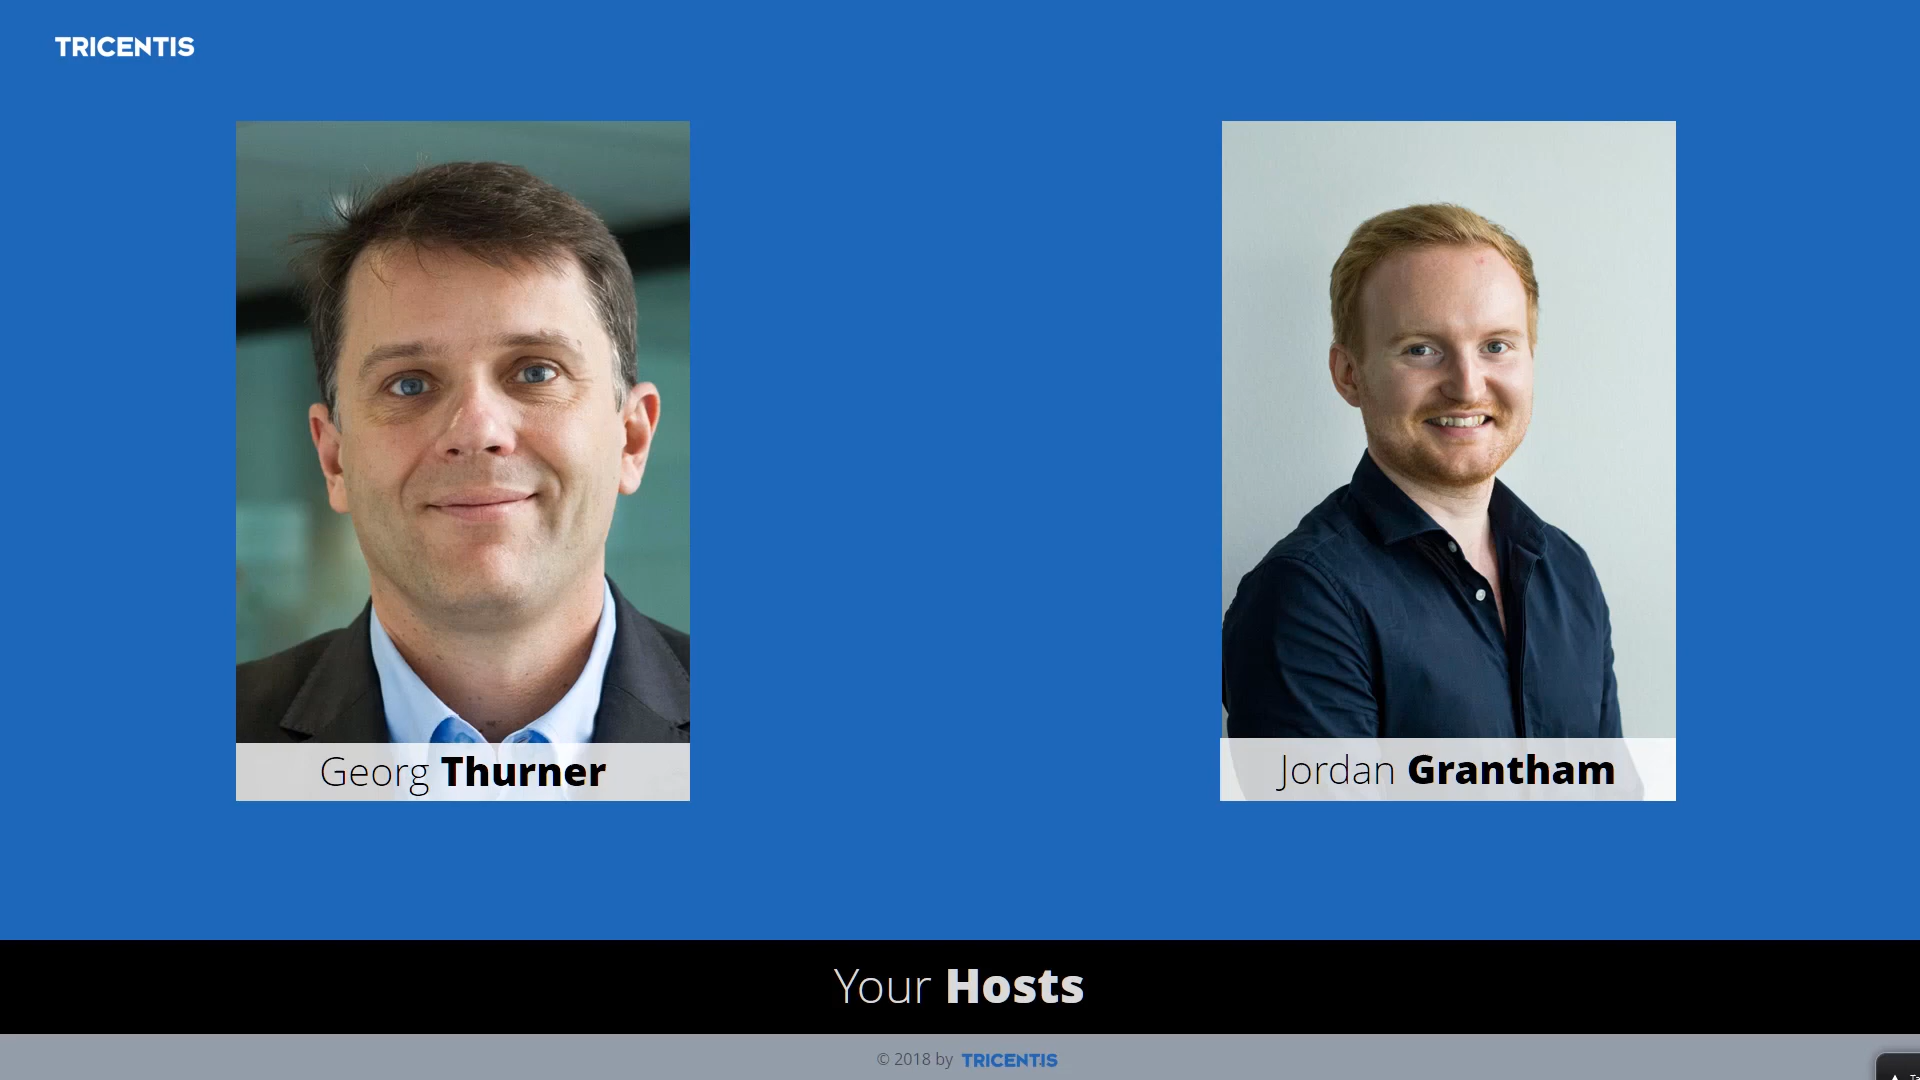 TRICENTIS
Georg Thurner
Jordan Grantham
Your Hosts
© 2018 by TRICENTIS